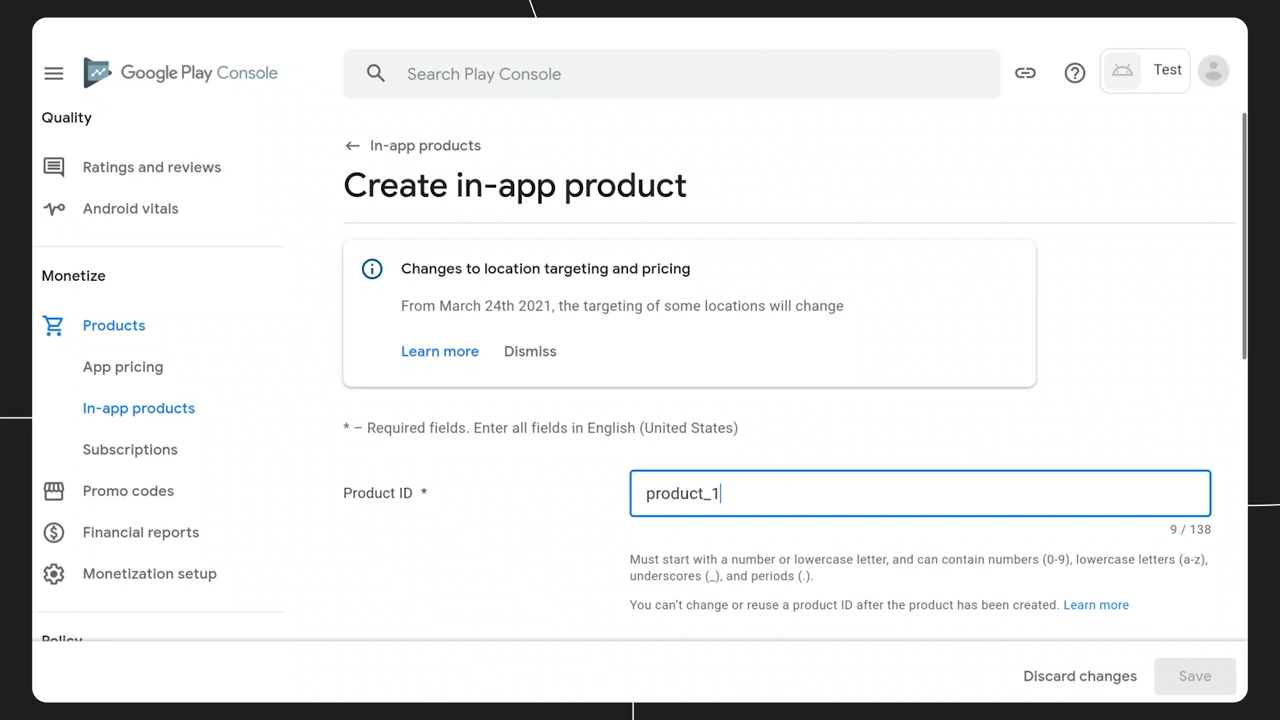 Google Play Console
Search Play Console
Test
Quality
Ratings and reviews
Android vitals
Monetize
Products
App pricing
In-app products
Subscriptions
Promo codes
Financial reports
Monetization setup
Policy
In-app products
Create in-app product
Changes to location targeting and pricing
From March 24th 2021, the targeting of some locations will change
Learn more
Dismiss
* – Required fields. Enter all fields in English (United States)
Product ID *
product_1
9 / 138
Must start with a number or lowercase letter, and can contain numbers (0-9), lowercase letters (a-z),
underscores (_), and periods (.).
You can't change or reuse a product ID after the product has been created. Learn more
Discard changes
Save